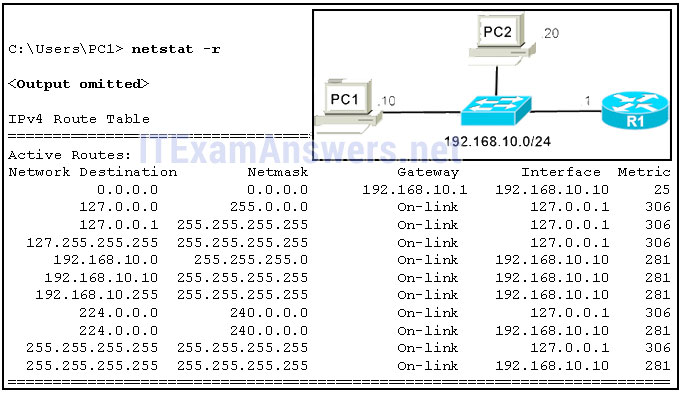 C:\Users\PC1> netstat -r
<Output omitted>
IPv4 Route Table
PC2
.20
PC1
.10
1
R1
192.168.10.0/24
ITExamAnswers.net
Active Routes:
Network Destination Netmask Gateway Interface Metric
0.0.0.0 0.0.0.0 192.168.10.1 192.168.10.10 25
127.0.0.0 255.0.0.0 On-link 127.0.0.1 306
127.0.0.1 255.255.255.255 On-link 127.0.0.1 306
127.255.255.255 255.255.255.255 On-link 127.0.0.1 306
192.168.10.0 255.255.255.0 On-link 192.168.10.10 281
192.168.10.10 255.255.255.255 On-link 192.168.10.10 281
192.168.10.255 255.255.255.255 On-link 192.168.10.10 281
224.0.0.0 240.0.0.0 On-link 127.0.0.1 306
224.0.0.0 240.0.0.0 On-link 192.168.10.10 281
255.255.255.255 255.255.255.255 On-link 127.0.0.1 306
255.255.255.255 255.255.255.255 On-link 192.168.10.10 281